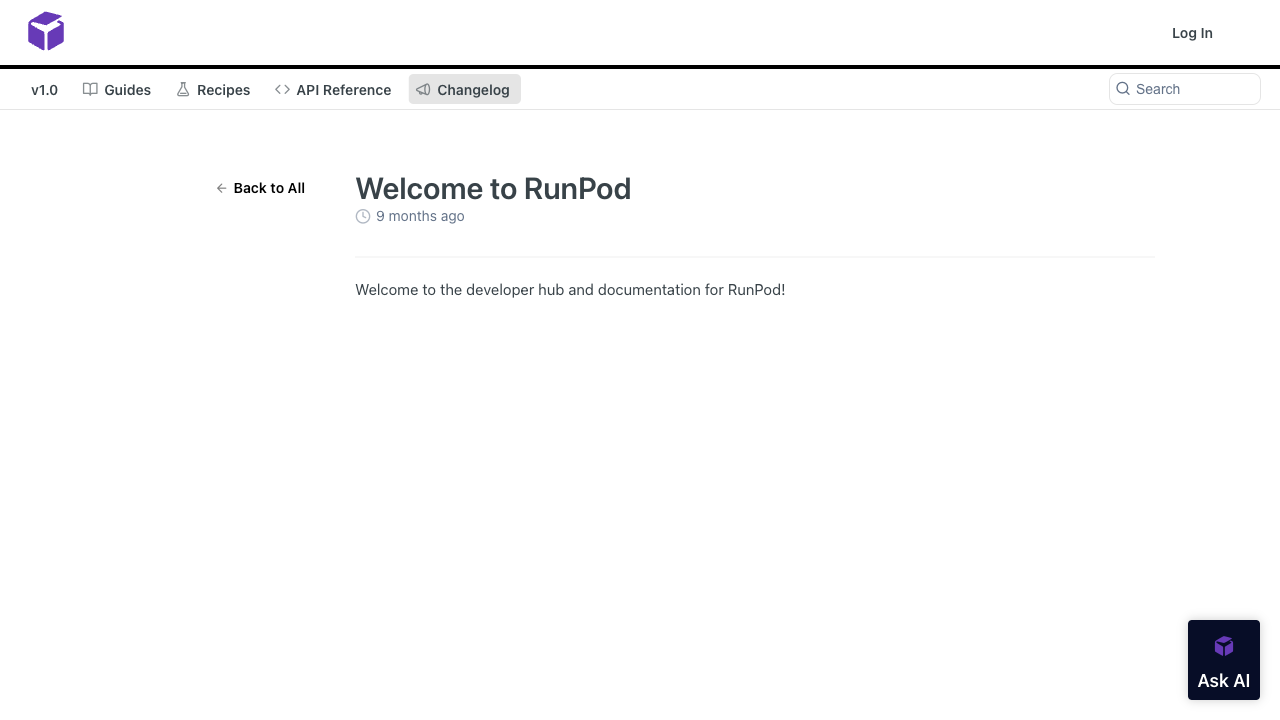 Log In
v1.0
Guides
Recipes
API Reference
Changelog
Search
Back to All
Welcome to RunPod
9 months ago
Welcome to the developer hub and documentation for RunPod!
Ask AI